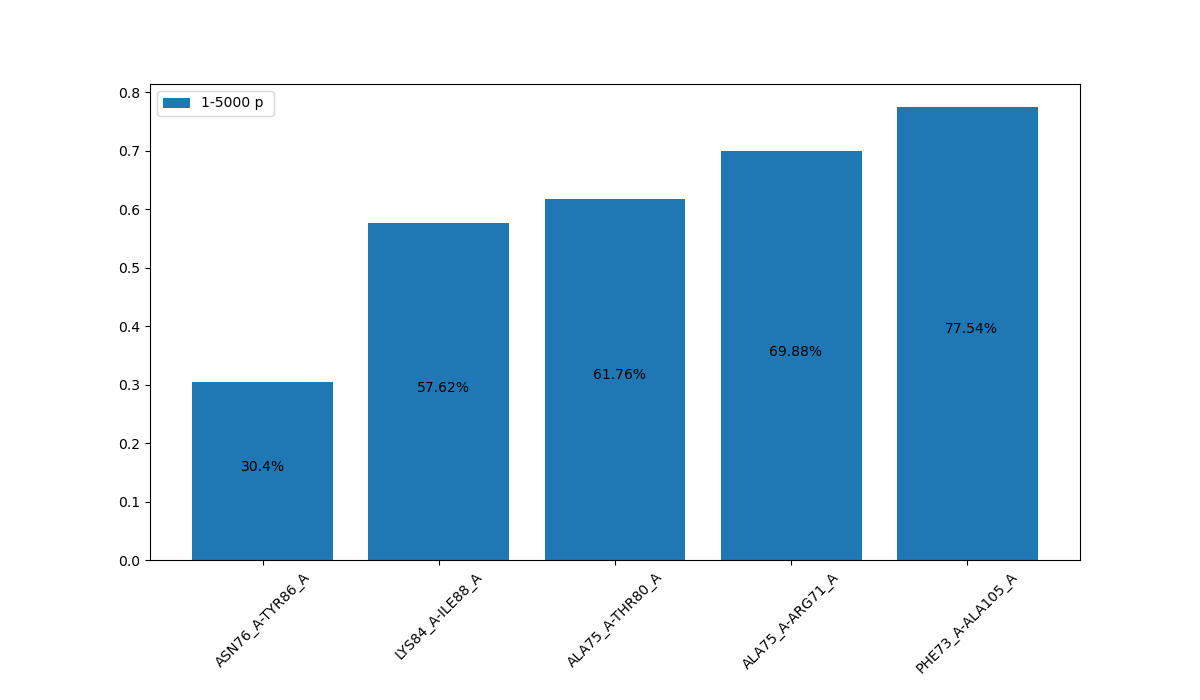 1-5000 p
0.8
0.7
0.6
0.5
0.4
0.3
0.2
0.1
0.0
30.4%
57.62%
61.76%
69.88%
77.54%
ASN76_A-TYR86_A
LYS84_A-ILE88_A
ALA75_A-THR80_A
ALA75_A-ARG71_A
PHE73_A-ALA105_A